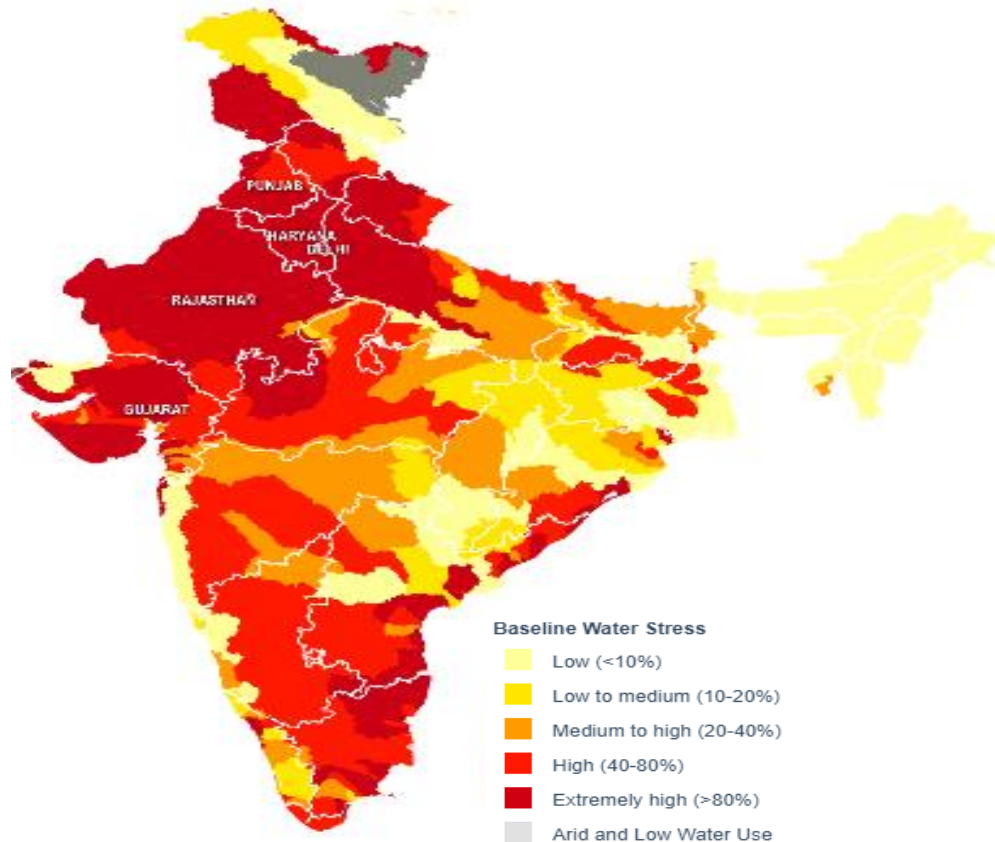 PUNJAB
HARYANA
DELHI
RAJASTHAN
GUJARAT
Baseline Water Stress
Low (<10%)
Low to medium (10-20%)
Medium to high (20-40%)
High (40-80%)
Extremely high (>80%)
Arid and Low Water Use